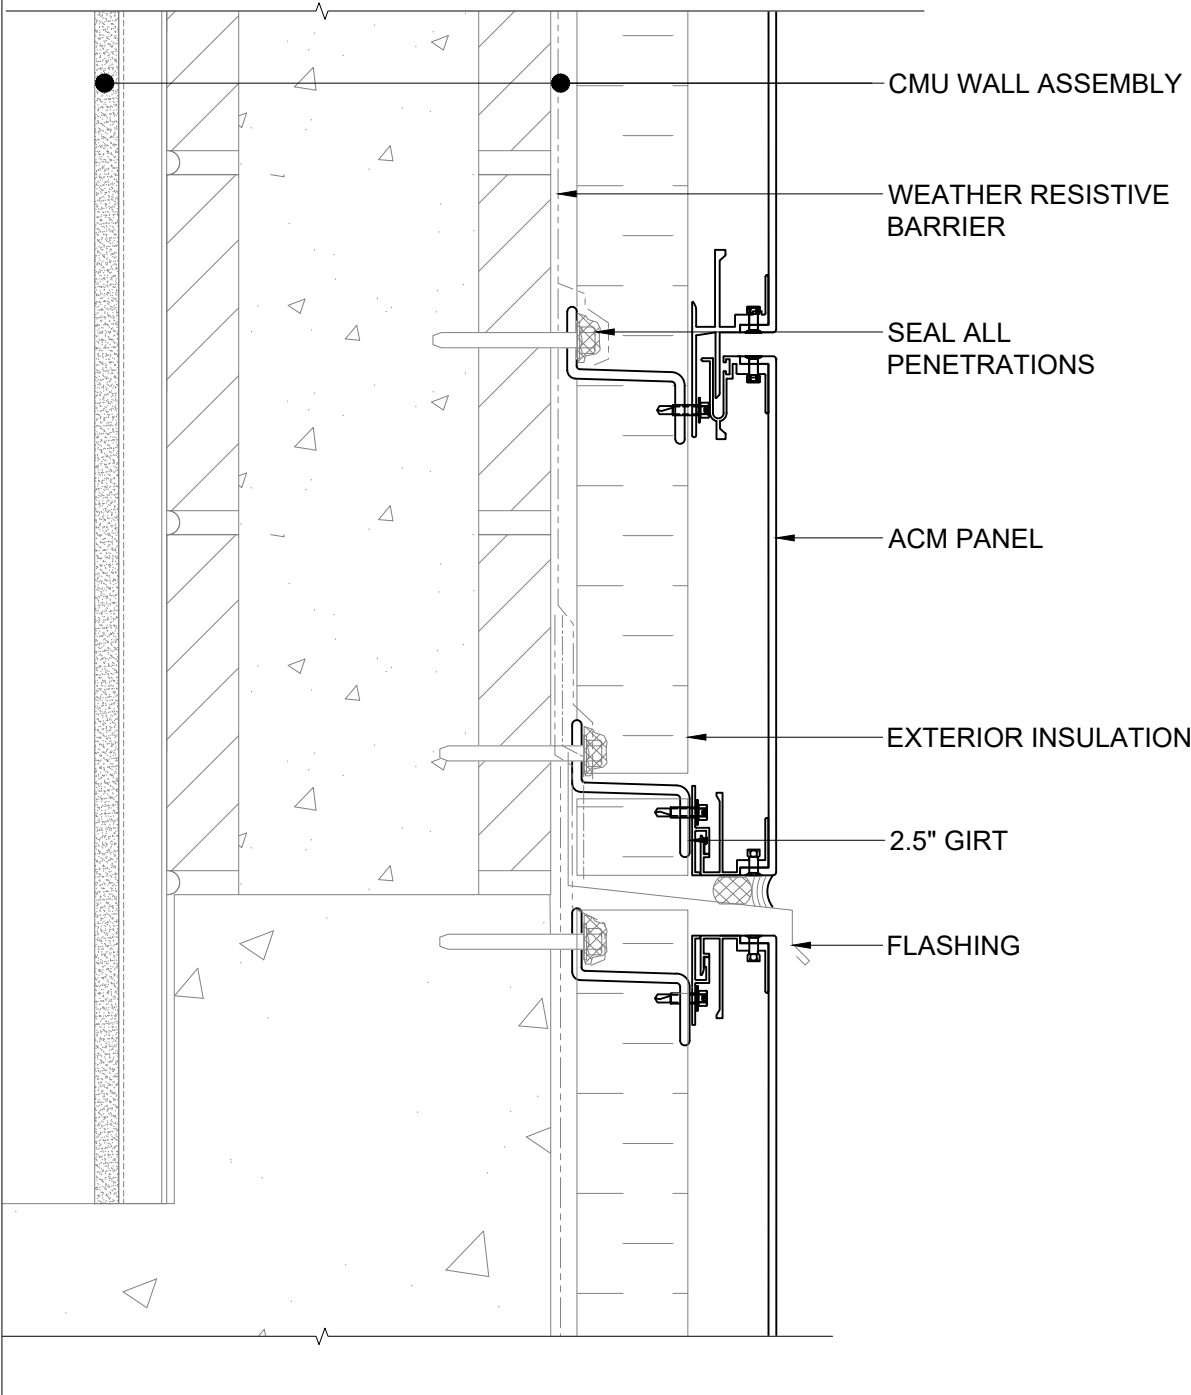 CMU WALL ASSEMBLY
WEATHER RESISTIVE
BARRIER
SEAL ALL
PENETRATIONS
ACM PANEL
EXTERIOR INSULATION
2.5" GIRT
FLASHING